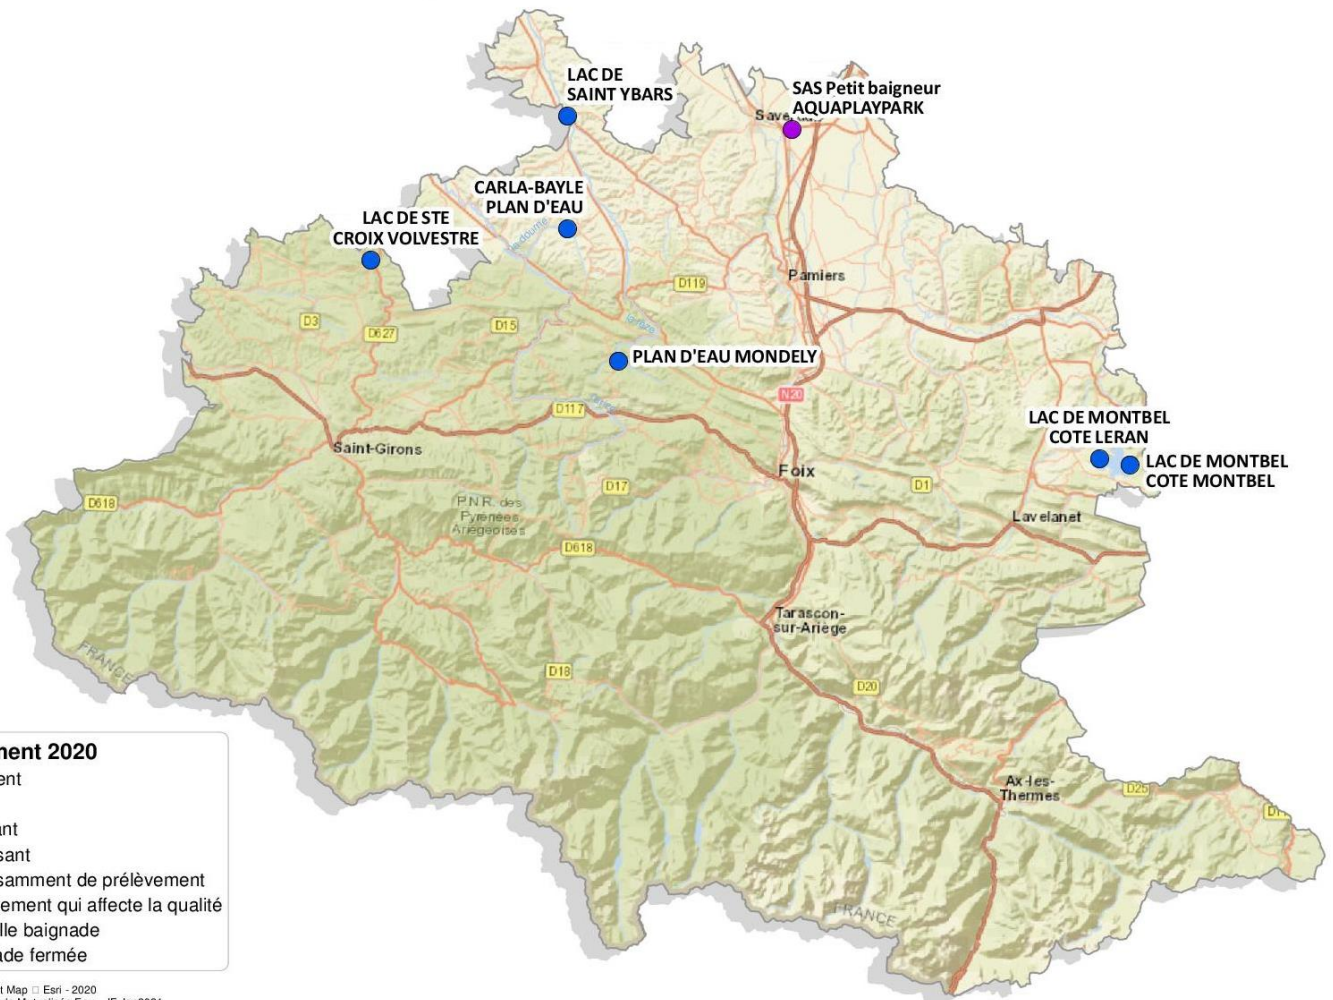 LAC DE
SAINT YBARS
SAS Petit baigneur
AQUAPLAYPARK
CARLA-BAYLE
PLAN D'EAU
LAC DE STE
CROIX VOLVESTRE
Pamiers
D119
D3
D627
D15
PLAN D'EAU MONDELY
N20
D117
LAC DE MONTBEL
COTE LERAN
LAC DE MONTBEL
COTE MONTBEL
Saint-Girons
Foix
D618
D17
D1
P.N.R. des
Pyrenées
Ariégeoises
Lavelanet
D618
Tarascon-
sur-Ariège
FRANCE
D18
D20
Ax-les-
Thermes
D25
FRANCE
ment 2020
ent
ant
sant
samment de prélèvement
ement qui affecte la qualité
lle baignade
ade fermée
t Map □ Esri - 2020